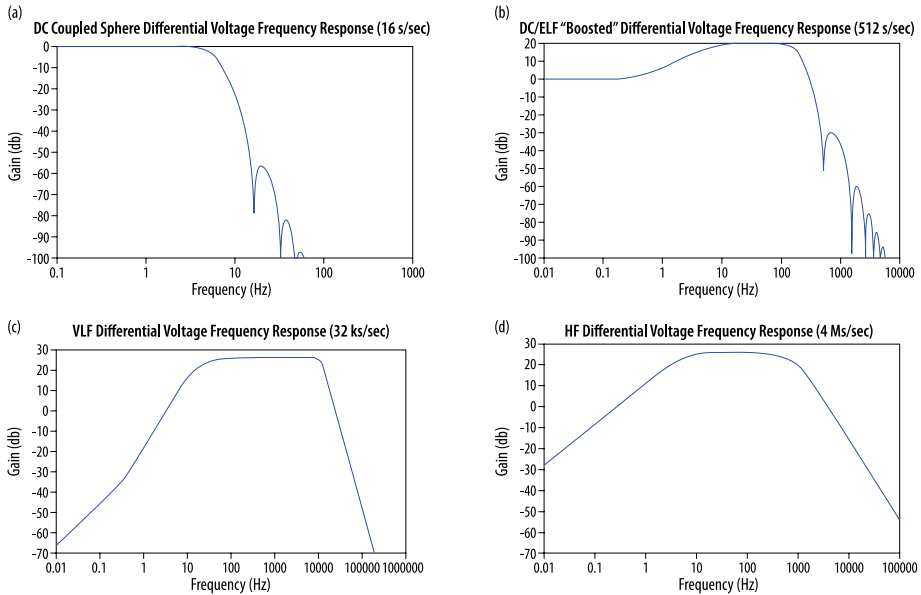 (a)
DC Coupled Sphere Differential Voltage Frequency Response (16 s/sec)
0
-10
-20
-30
-40
-50
-60
-70
-80
-90
-100
Gain (db)
0.1 1 10 100 1000
Frequency (Hz)
(b)
DC/ELF “Boosted” Differential Voltage Frequency Response (512 s/sec)
20
10
0
-10
-20
-30
-40
-50
-60
-70
-80
-90
-100
Gain (db)
0.01 0.1 1 10 100 1000 10000
Frequency (Hz)
(c)
VLF Differential Voltage Frequency Response (32 ks/sec)
30
20
10
0
-10
-20
-30
-40
-50
-60
-70
Gain (db)
0.01 0.1 1 10 100 1000 10000 100000 1000000
Frequency (Hz)
(d)
HF Differential Voltage Frequency Response (4 Ms/sec)
30
20
10
0
-10
-20
-30
-40
-50
-60
-70
Gain (db)
0.01 0.1 1 10 100 1000 10000 100000
Frequency (Hz)